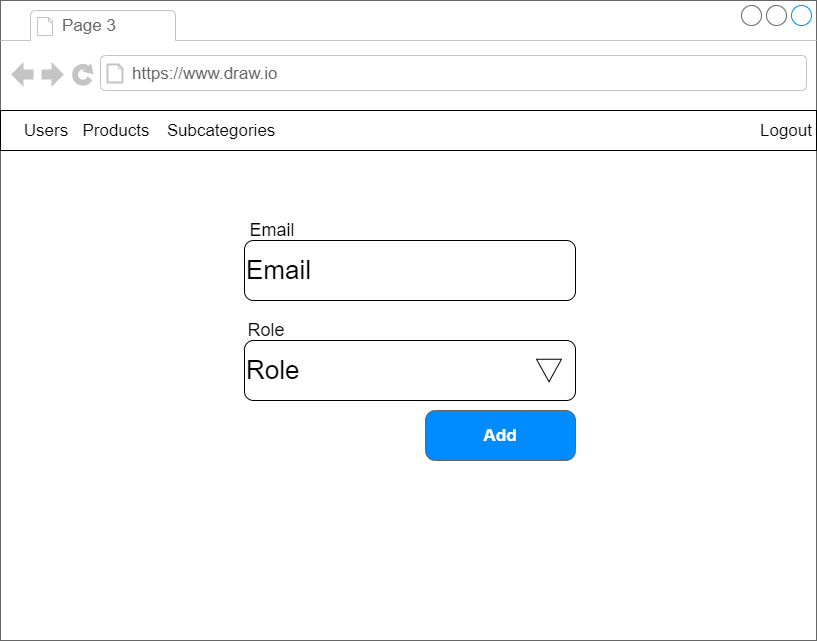 Page 3
https://www.draw.io
Users Products Subcategories Logout
Email
Email
Role
Role
Add